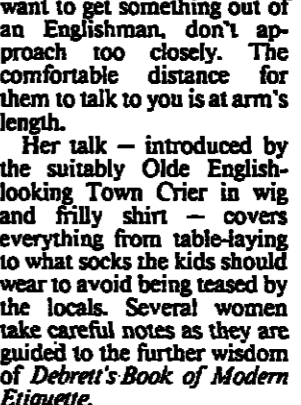 want to get something out of
an Englishman, don't ap-
proach too closely. The
comfortable distance for
them to talk to you is at arm's
length.
Her talk — introduced by
the suitably Olde English-
looking Town Crier in wig
and frilly shirt — covers
everything from table-laying
to what socks the kids should
wear to avoid being teased by
the locals. Several women
take careful notes as they are
guided to the further wisdom
of Debrett's Book of Modern
Etiquette.